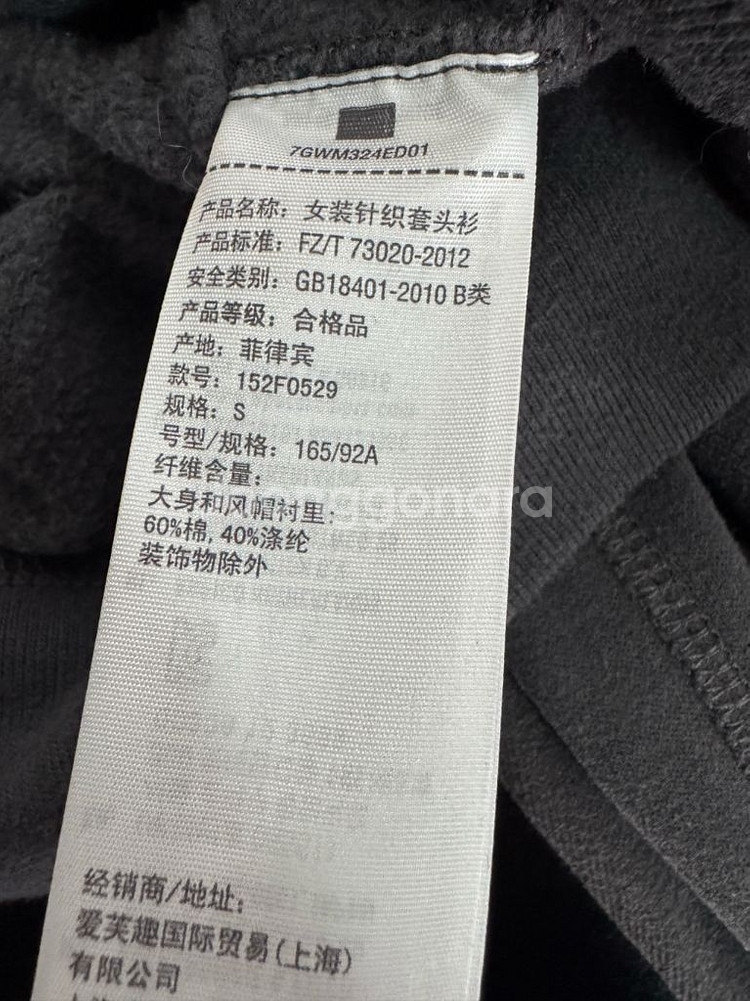 7GWM324ED01
产品名称: 女装针织套头衫
产品标准: FZ/T 73020-2012
安全类别: GB18401-2010 B类
产品等级: 合格品
产地: 菲律宾
款号: 152F0529
规格: S
号型/规格: 165/92A
纤维含量:
大身和风帽衬里:
60%棉, 40%涤纶
装饰物除外
经销商/地址:
爱芙趣国际贸易(上海)
有限公司